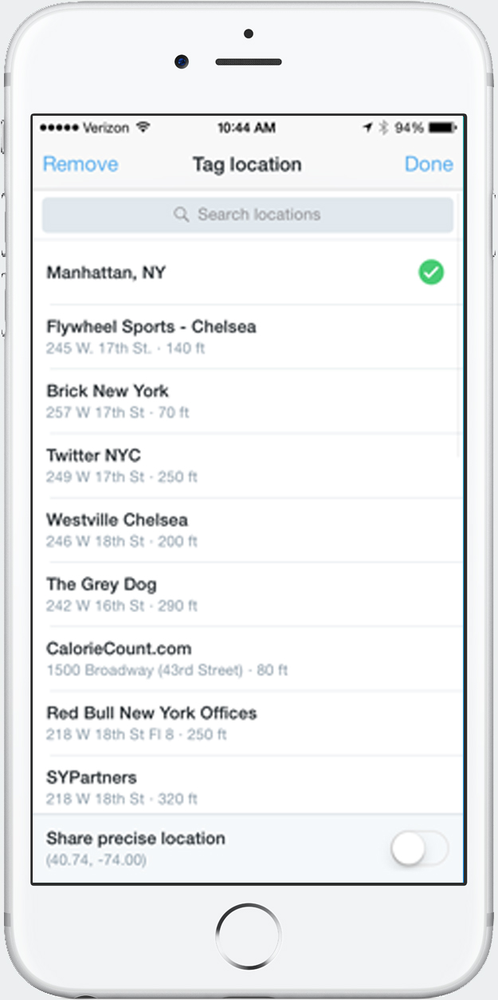 Verizon 10:44 AM 94%
Remove Tag location Done
Search locations
Manhattan, NY
Flywheel Sports - Chelsea
245 W. 17th St. · 140 ft
Brick New York
257 W 17th St · 70 ft
Twitter NYC
249 W 17th St · 250 ft
Westville Chelsea
246 W 18th St · 200 ft
The Grey Dog
242 W 16th St · 290 ft
CalorieCount.com
1500 Broadway (43rd Street) · 80 ft
Red Bull New York Offices
218 W 18th St Fl 8 · 250 ft
SYPartners
218 W 18th St · 320 ft
Share precise location
(40.74, -74.00)